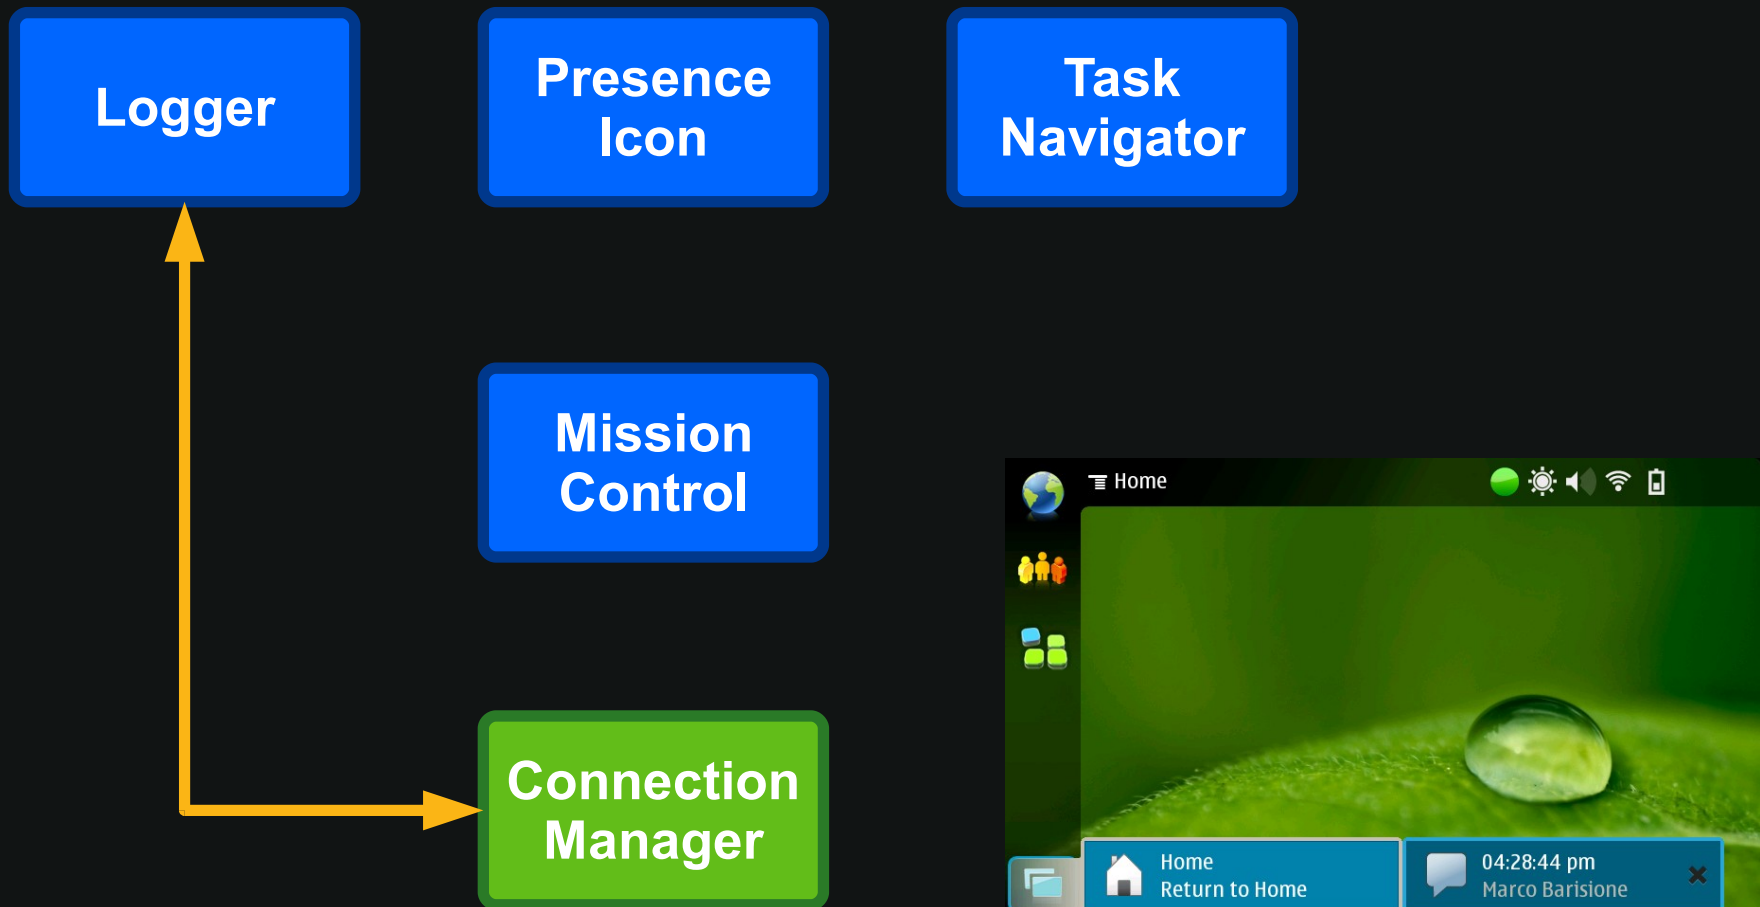 Logger
Presence
Icon
Task
Navigator
Mission
Control
Connection
Manager
Home
Home
Return to Home
04:28:44 pm
Marco Barisione